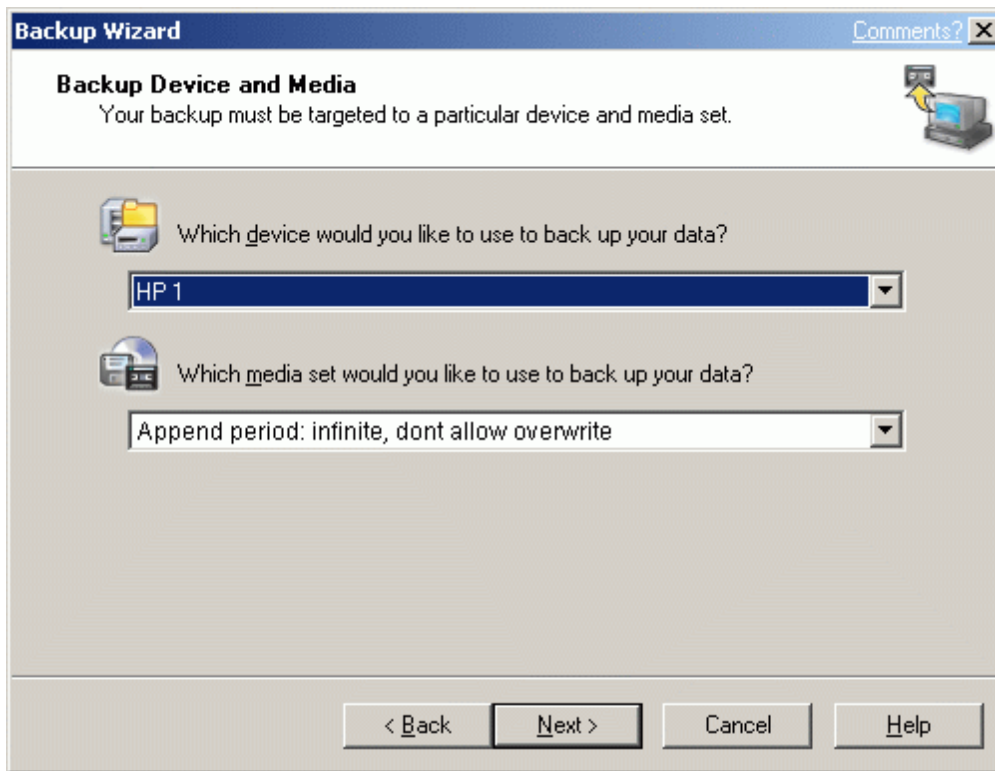 Backup Wizard
Comments?
Backup Device and Media
Your backup must be targeted to a particular device and media set.
Which device would you like to use to back up your data?
HP 1
Which media set would you like to use to back up your data?
Append period: infinite, dont allow overwrite
< Back
Next >
Cancel
Help